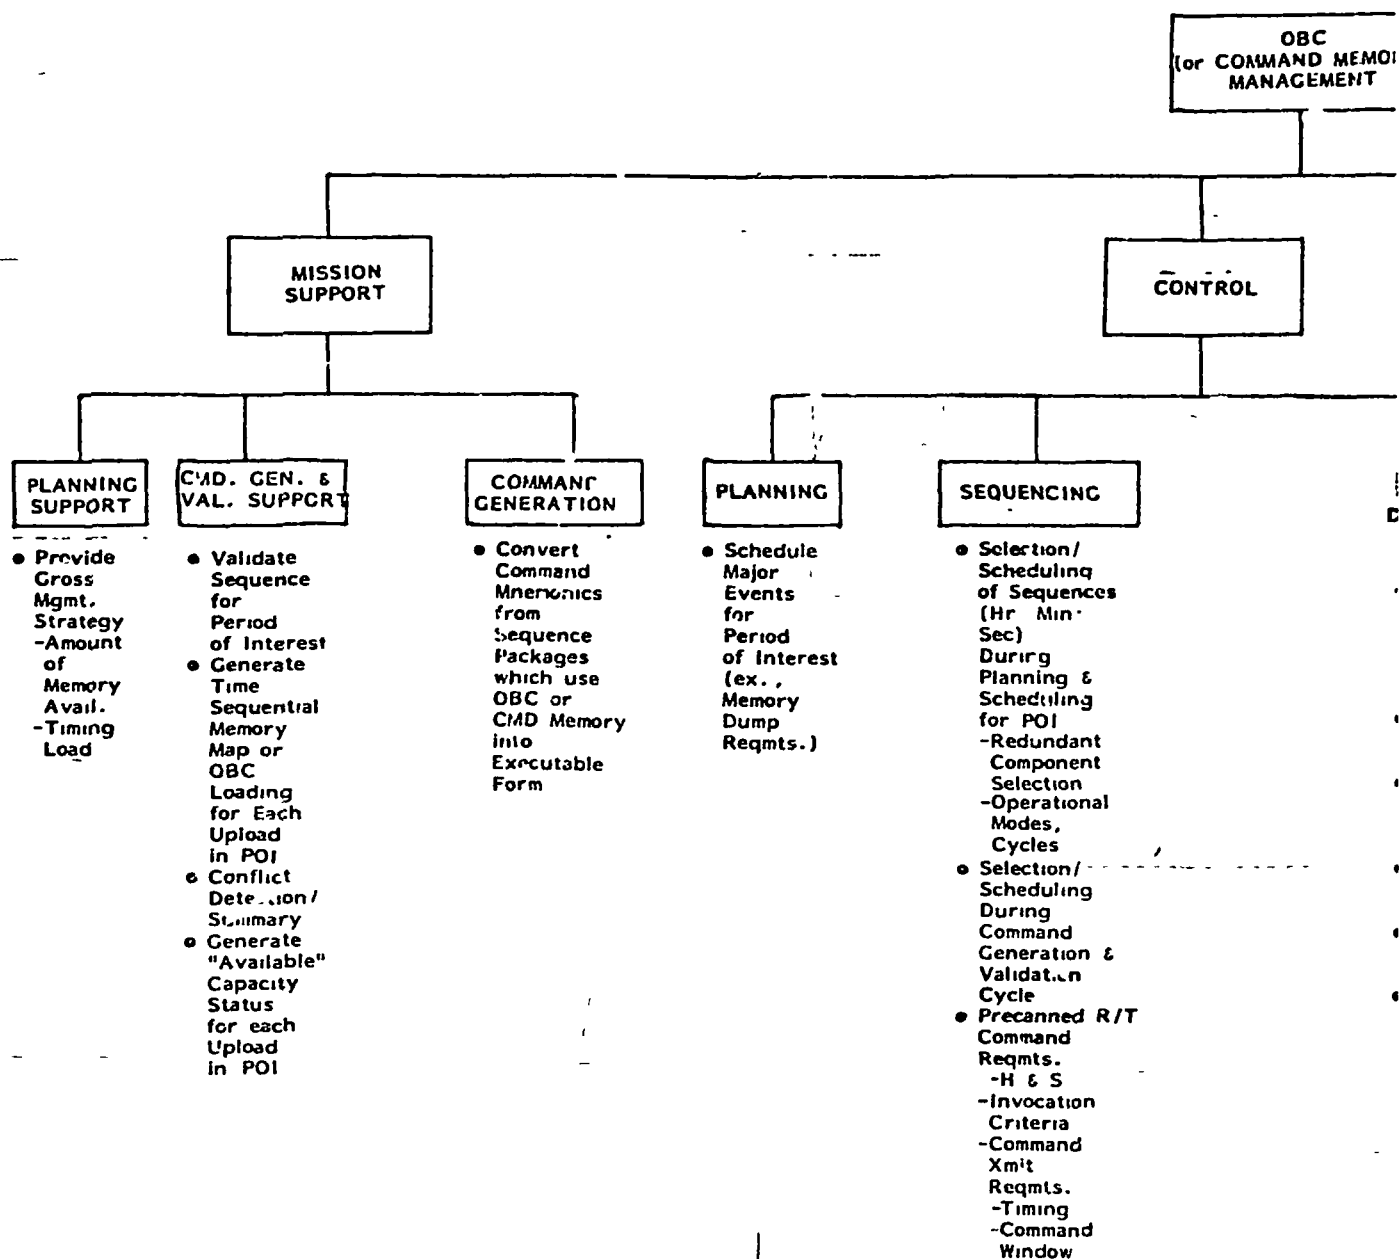 OBC
(or COMMAND
MANAGEMENT
MISSION
SUPPORT
CONTROL
PLANNING
SUPPORT
CMD. GEN. &
VAL. SUPPORT
COMMAND
GENERATION
PLANNING
SEQUENCING
• Provide
Gross
Mgmt.
Strategy
-Amount
of
Memory
Avail.
-Timing
Load
• Validate
Sequence
for
Period
of Interest
• Generate
Time
Sequential
Memory
Map or
OBC
Loading
for Each
Upload
in POI
• Conflict
Detection/
Summary
• Generate
"Available"
Capacity
Status
for each
Upload
in POI
• Convert
Command
Mnemonics
from
Sequence
Packages
which use
OBC or
CMD Memory
into
Executable
Form
• Schedule
Major
Events
for
Period
of Interest
(ex.,
Memory
Dump
Reqmts.)
• Selection/
Scheduling
of Sequences
(Hr Min
Sec)
During
Planning &
Scheduling
for POI
-Redundant
Component
Selection
-Operational
Modes,
Cycles
• Selection/
Scheduling
During
Command
Generation &
Validation
Cycle
• Precanned R/T
Command
Reqmts.
-H & S
-Invocation
Criteria
-Command
Xmit
Reqmts.
-Timing
-Command
Window